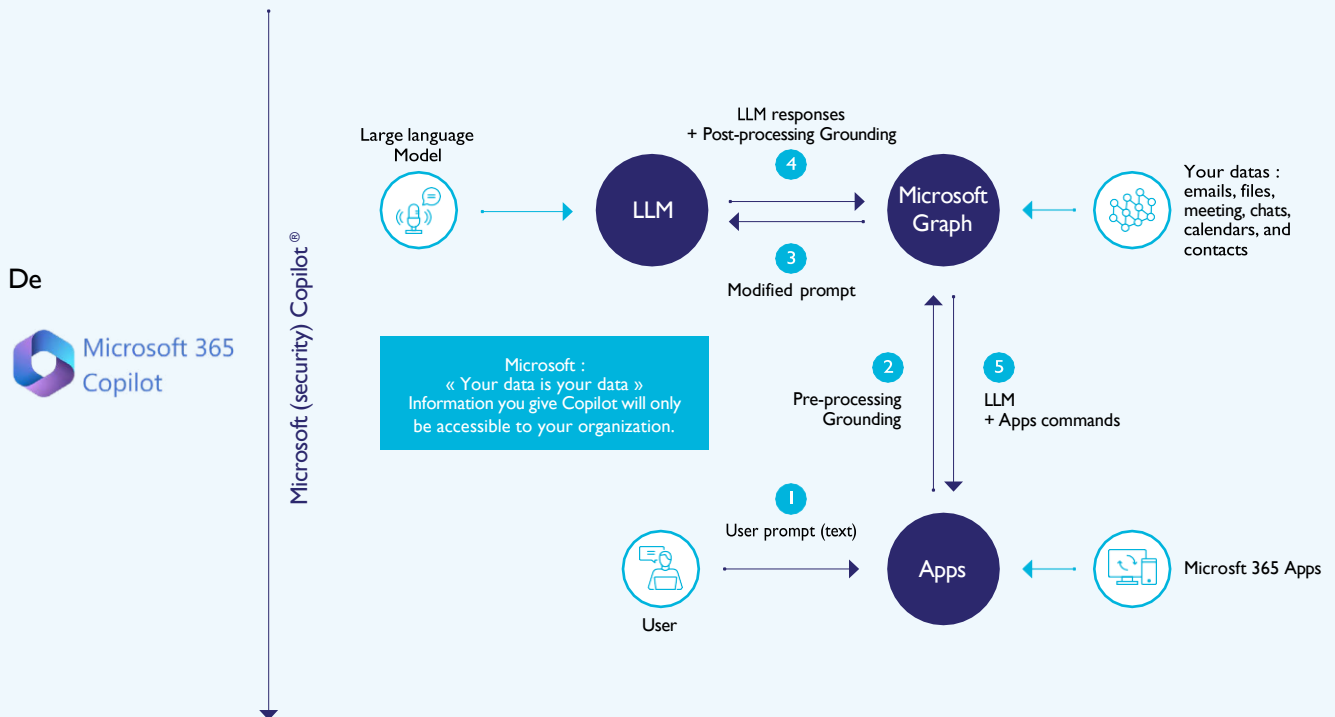 De
Microsoft 365
Copilot
Microsoft (security) Copilot ®
Large language
Model
LLM
LLM responses
+ Post-processing Grounding
4
3
Modified prompt
Microsoft
Graph
Your datas :
emails, files,
meeting, chats,
calendars, and
contacts
Microsoft :
« Your data is your data »
Information you give Copilot will only
be accessible to your organization.
2
Pre-processing
Grounding
5
LLM
+ Apps commands
1
User prompt (text)
User
Apps
Microsft 365 Apps